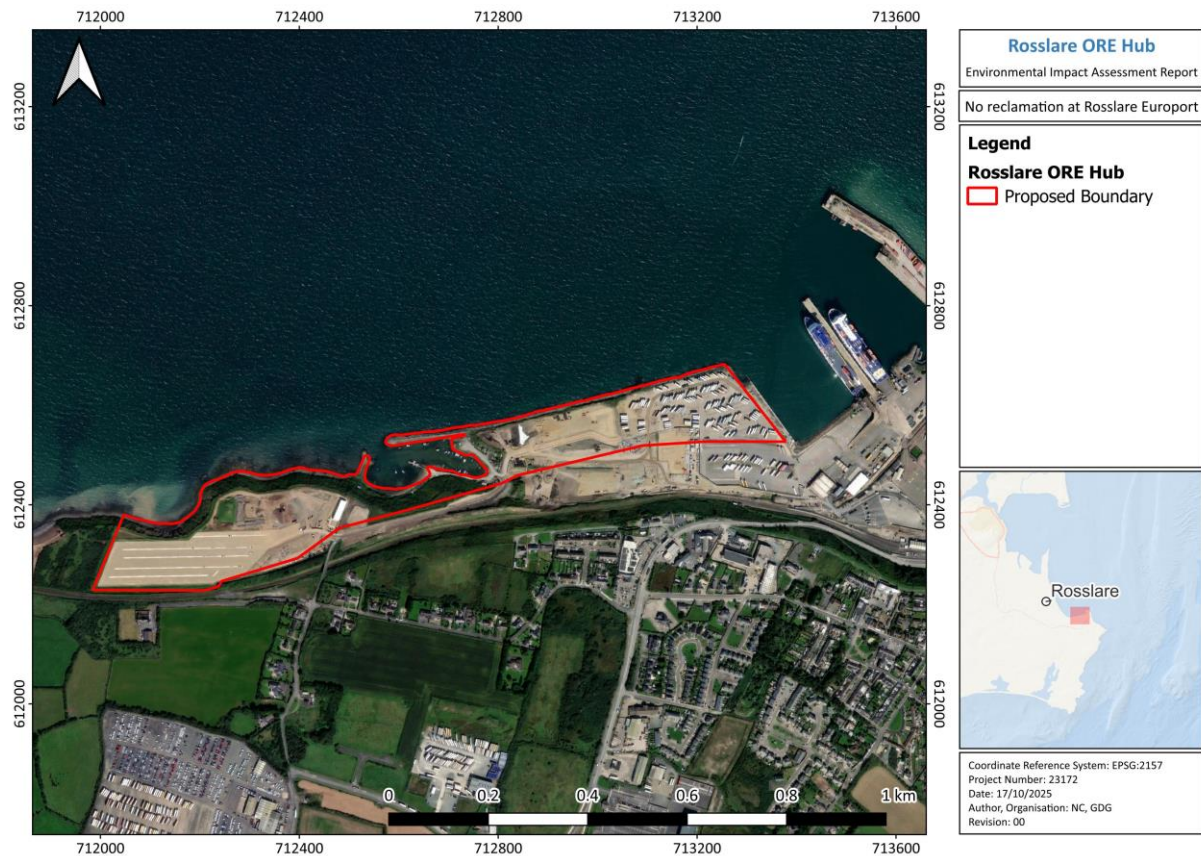 712000 712400 712800 713200 713600
613200
612800
612400
612000
613200
612800
612400
612000
0 0.2 0.4 0.6 0.8 1 km
712000 712400 712800 713200 713600
Rosslare ORE Hub
Environmental Impact Assessment Report
No reclamation at Rosslare Europort
Legend
Rosslare ORE Hub
Proposed Boundary
Rosslare
Coordinate Reference System: EPSG:2157
Project Number: 23172
Date: 17/10/2025
Author, Organisation: NC, GDG
Revision: 00